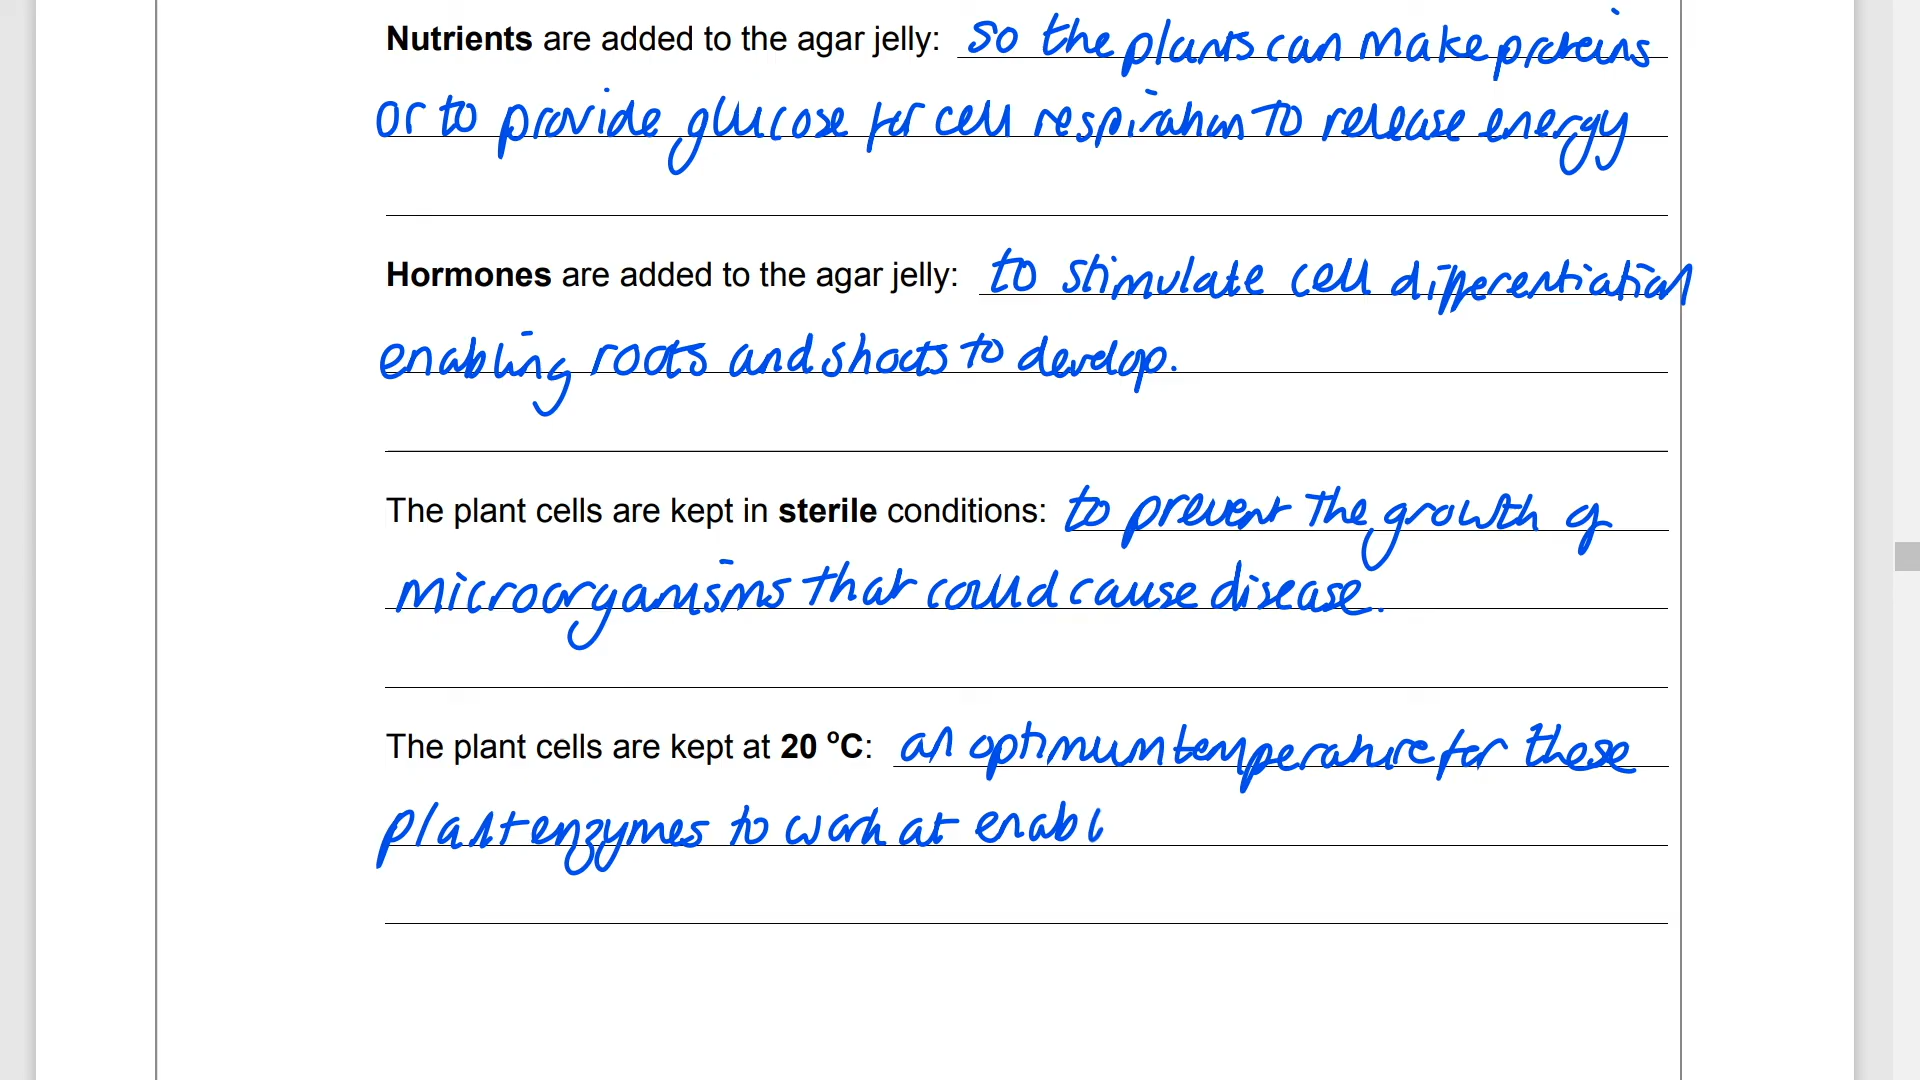 Nutrients are added to the agar jelly: so the plants can make proteins
or to provide glucose for cell respiration to release energy
Hormones are added to the agar jelly: to stimulate cell differentiation
enabling roots and shoots to develop.
The plant cells are kept in sterile conditions: to prevent the growth of
microorganisms that could cause disease.
The plant cells are kept at 20 °C: an optimum temperature for these
plant enzymes to work at enabl